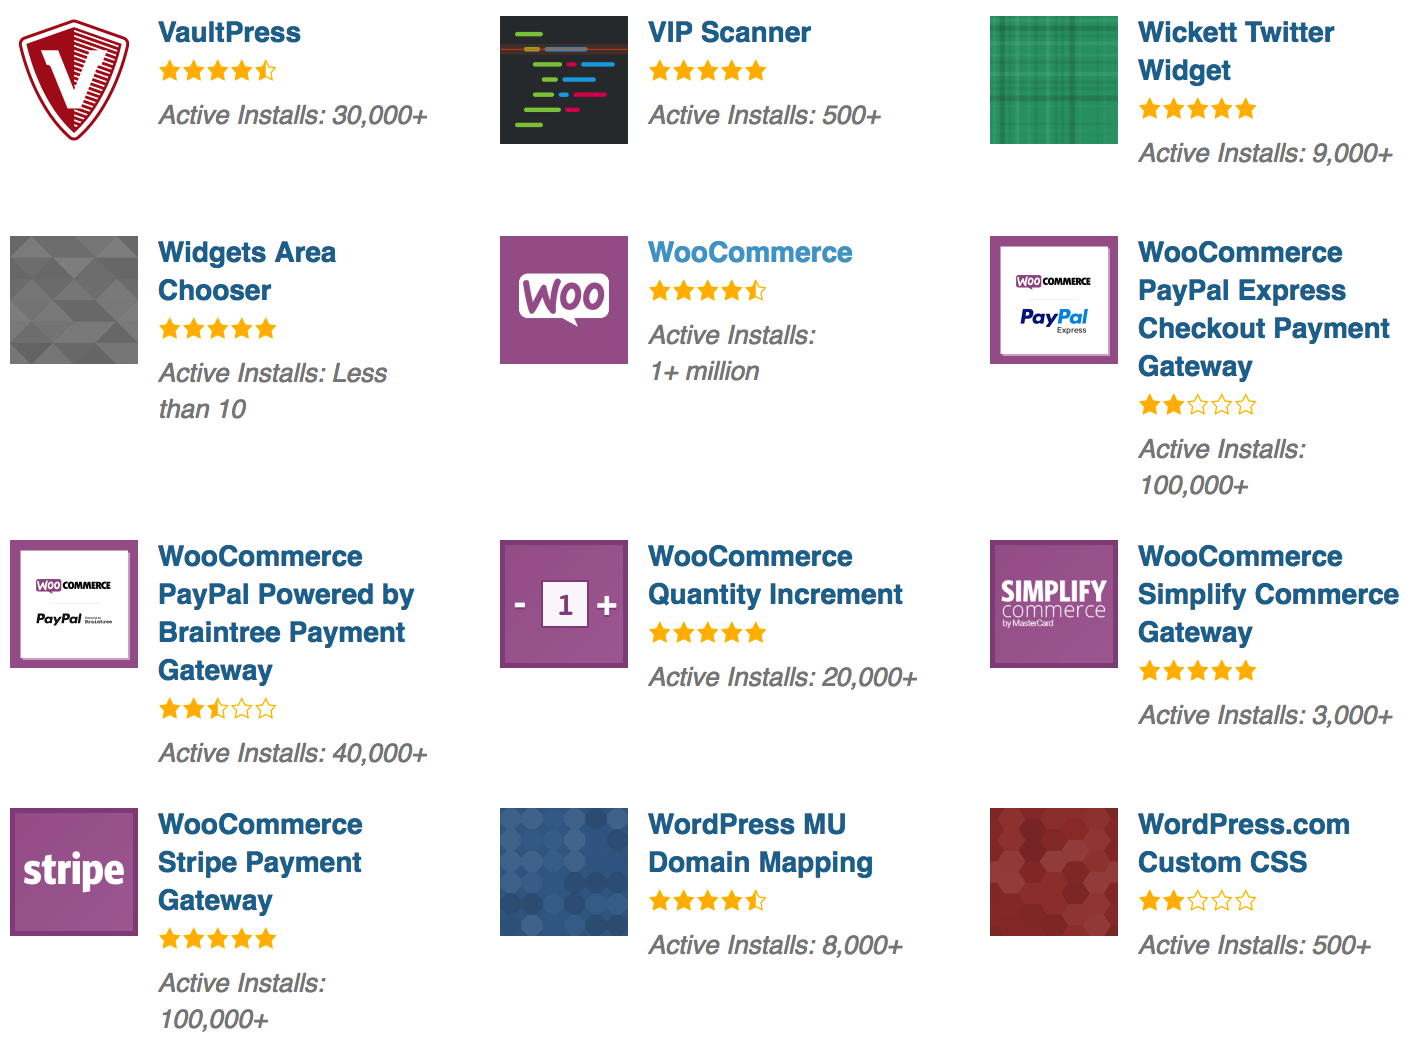 VaultPress
Active Installs: 30,000+
VIP Scanner
Active Installs: 500+
Wickett Twitter
Widget
Active Installs: 9,000+
Widgets Area
Chooser
Active Installs: Less
than 10
WOO
WooCommerce
Active Installs:
1+ million
WOO COMMERCE
PayPal
Express
WooCommerce
PayPal Express
Checkout Payment
Gateway
Active Installs:
100,000+
WOO COMMERCE
PayPal Powered by Braintree
WooCommerce
PayPal Powered by
Braintree Payment
Gateway
Active Installs: 40,000+
- 1 +
WooCommerce
Quantity Increment
Active Installs: 20,000+
SIMPLIFY
commerce
by MasterCard
WooCommerce
Simplify Commerce
Gateway
Active Installs: 3,000+
stripe
WooCommerce
Stripe Payment
Gateway
Active Installs:
100,000+
WordPress MU
Domain Mapping
Active Installs: 8,000+
WordPress.com
Custom CSS
Active Installs: 500+